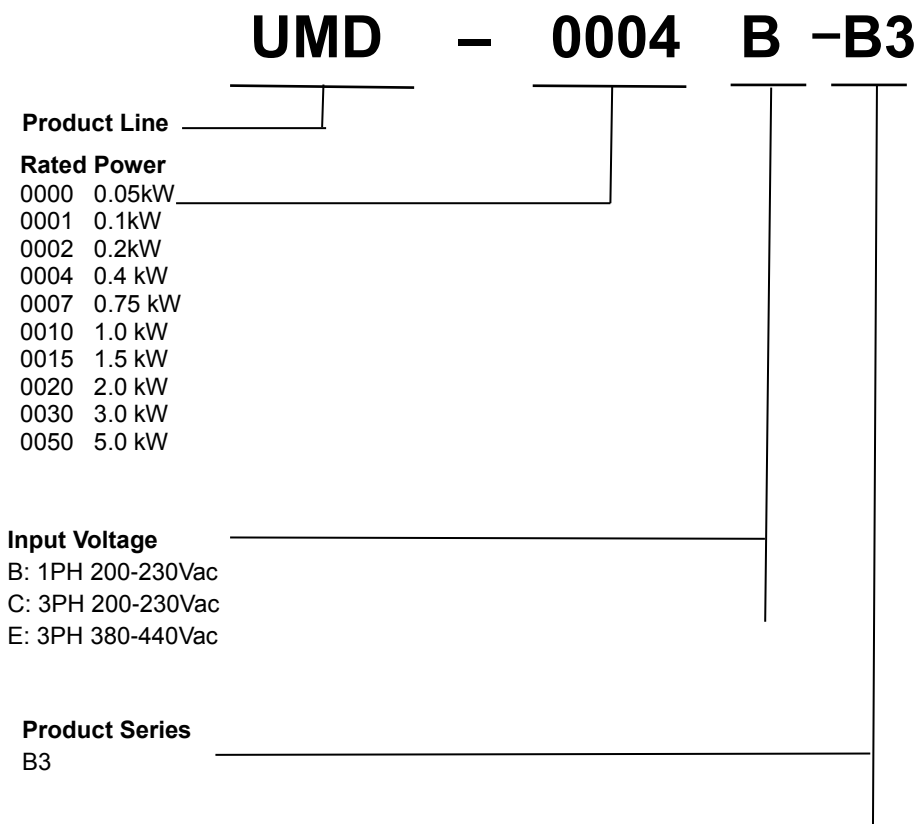 UMD – 0004 B –B3
Product Line
Rated Power
0000 0.05kW
0001 0.1kW
0002 0.2kW
0004 0.4 kW
0007 0.75 kW
0010 1.0 kW
0015 1.5 kW
0020 2.0 kW
0030 3.0 kW
0050 5.0 kW
Input Voltage
B: 1PH 200-230Vac
C: 3PH 200-230Vac
E: 3PH 380-440Vac
Product Series
B3